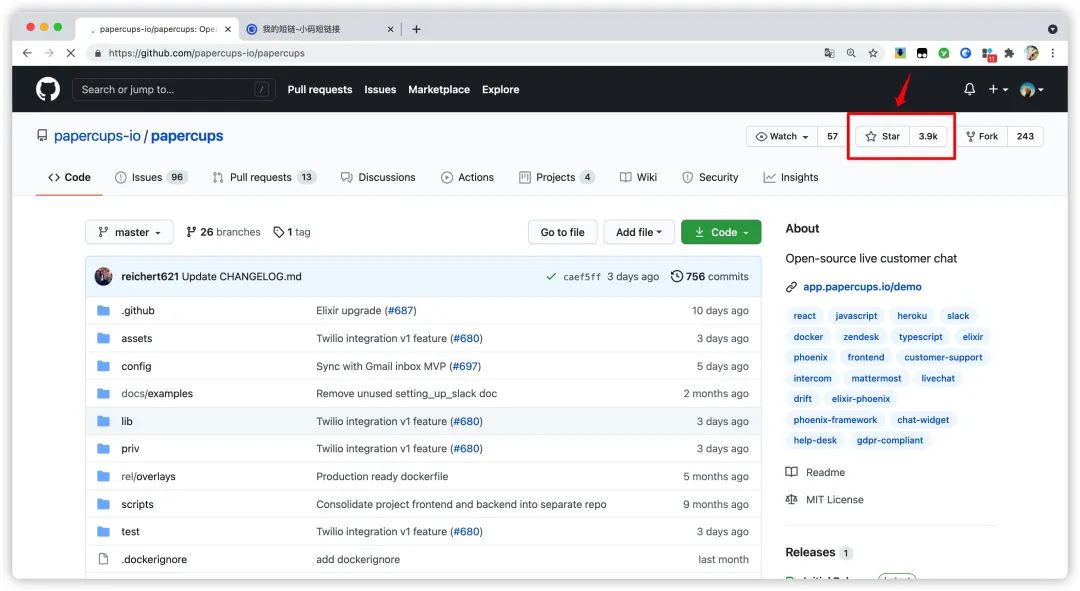 papercups-io/papercups: Ope
我的短链-小码短链接
https://github.com/papercups-io/papercups
11
Search or jump to... /
Pull requests Issues Marketplace Explore
papercups-io / papercups
Watch 57 Star 3.9k Fork 243
Code Issues 96 Pull requests 13 Discussions Actions Projects 4 Wiki Security Insights
master 26 branches 1 tag Go to file Add file Code
reichert621 Update CHANGELOG.md caef5ff 3 days ago 756 commits
.github Elixir upgrade (#687) 10 days ago
assets Twilio integration v1 feature (#680) 3 days ago
config Sync with Gmail inbox MVP (#697) 5 days ago
docs/examples Remove unused setting_up_slack doc 2 months ago
lib Twilio integration v1 feature (#680) 3 days ago
priv Twilio integration v1 feature (#680) 3 days ago
rel/overlays Production ready dockerfile 5 months ago
scripts Consolidate project frontend and backend into separate repo 9 months ago
test Twilio integration v1 feature (#680) 3 days ago
.dockerignore add dockerignore last month
About
Open-source live customer chat
app.papercups.io/demo
react javascript heroku slack
docker zendesk typescript elixir
phoenix frontend customer-support
intercom mattermost livechat
drift elixir-phoenix
phoenix-framework chat-widget
help-desk gdpr-compliant
Readme
MIT License
Releases 1